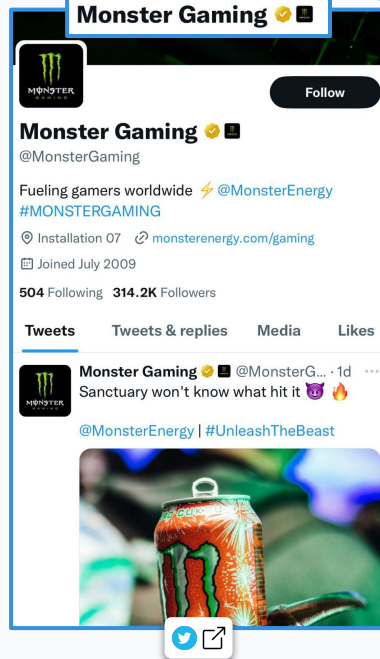 Monster Gaming
MONSTER
GAMING
Follow
Monster Gaming
@MonsterGaming
Fueling gamers worldwide ⚡ @MonsterEnergy
#MONSTERGAMING
Installation 07 monsterenergy.com/gaming
Joined July 2009
504 Following 314.2K Followers
Tweets Tweets & replies Media Likes
Monster Gaming @MonsterG... · 1d ...
MONSTER
GAMING
Sanctuary won't know what hit it 😈 🔥
@MonsterEnergy | #UnleashTheBeast